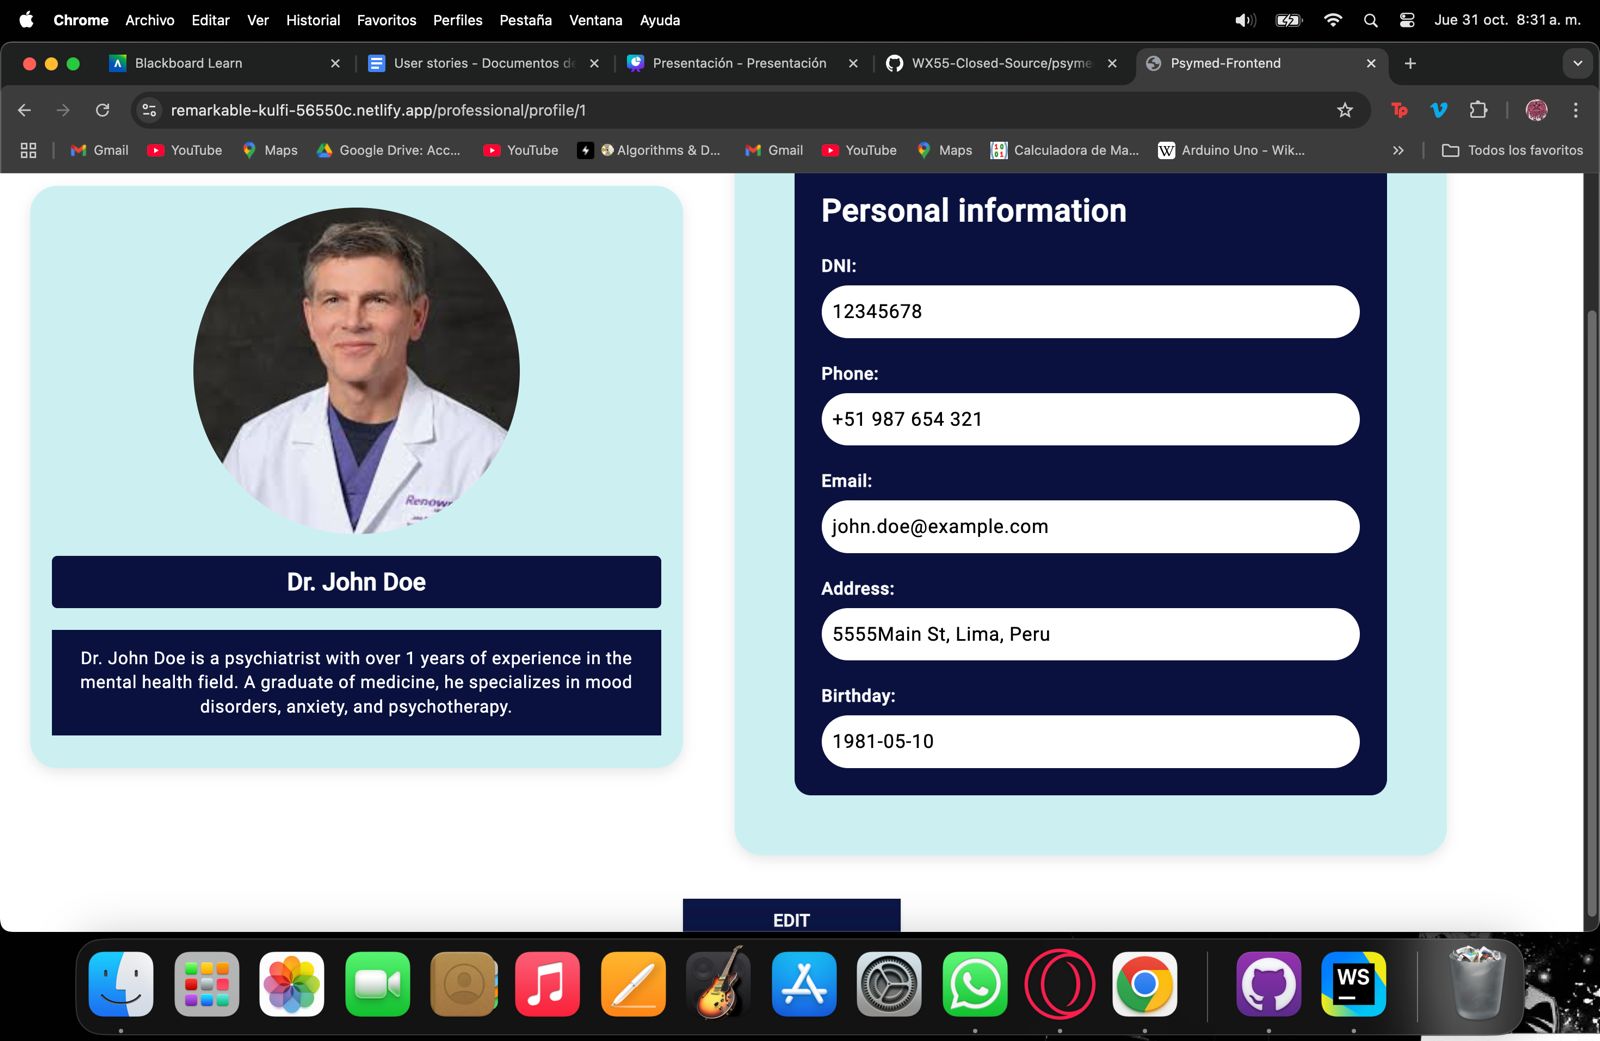 Chrome Archivo Editar Ver Historial Favoritos Perfiles Pestaña Ventana Ayuda Jue 31 oct. 8:31 a. m.
Blackboard Learn User stories - Documentos de Presentación - Presentación WX55-Closed-Source/psyme Psymed-Frontend
remarkable-kulfi-56550c.netlify.app/professional/profile/1 Tp
Gmail YouTube Maps Google Drive: Acc... YouTube Algorithms & D... Gmail YouTube Maps Calculadora de Ma... W Arduino Uno - Wik... Todos los favoritos
Renown
Dr. John Doe
Dr. John Doe is a psychiatrist with over 1 years of experience in the
mental health field. A graduate of medicine, he specializes in mood
disorders, anxiety, and psychotherapy.
Personal information
DNI:
12345678
Phone:
+51 987 654 321
Email:
john.doe@example.com
Address:
5555Main St, Lima, Peru
Birthday:
1981-05-10
EDIT
WS